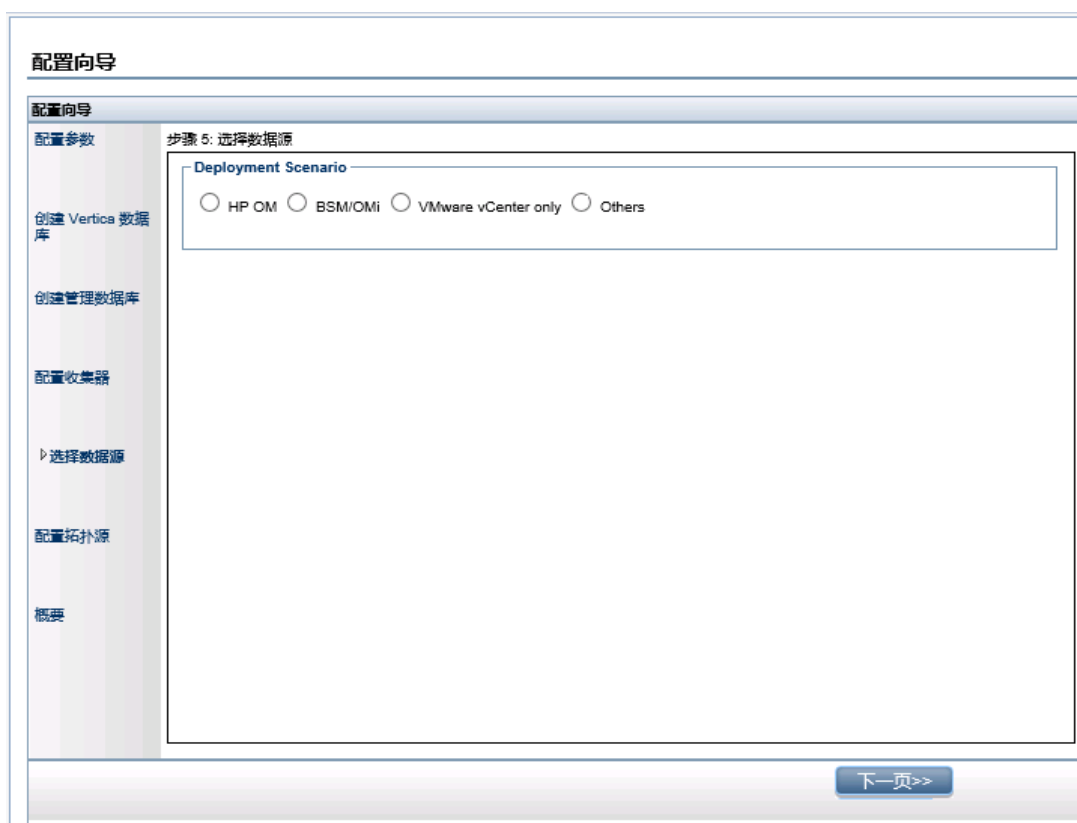 配置向导
配置向导
配置参数
创建 Vertica 数据
库
创建管理数据库
配置收集器
选择数据源
配置拓扑源
概要
步骤 5: 选择数据源
Deployment Scenario
HP OM BSM/OMi VMware vCenter only Others
下一页>>